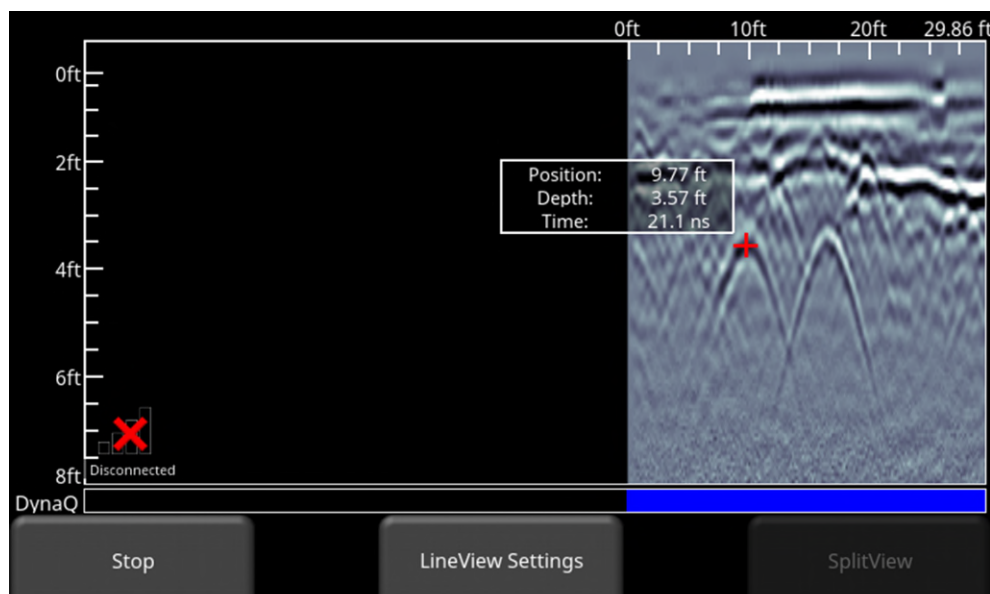 0ft 10ft 20ft 29.86 ft
0ft
2ft
Position: 9.77 ft
Depth: 3.57 ft
Time: 21.1 ns
4ft
6ft
Disconnected
8ft
DynaQ
Stop LineView Settings SplitView